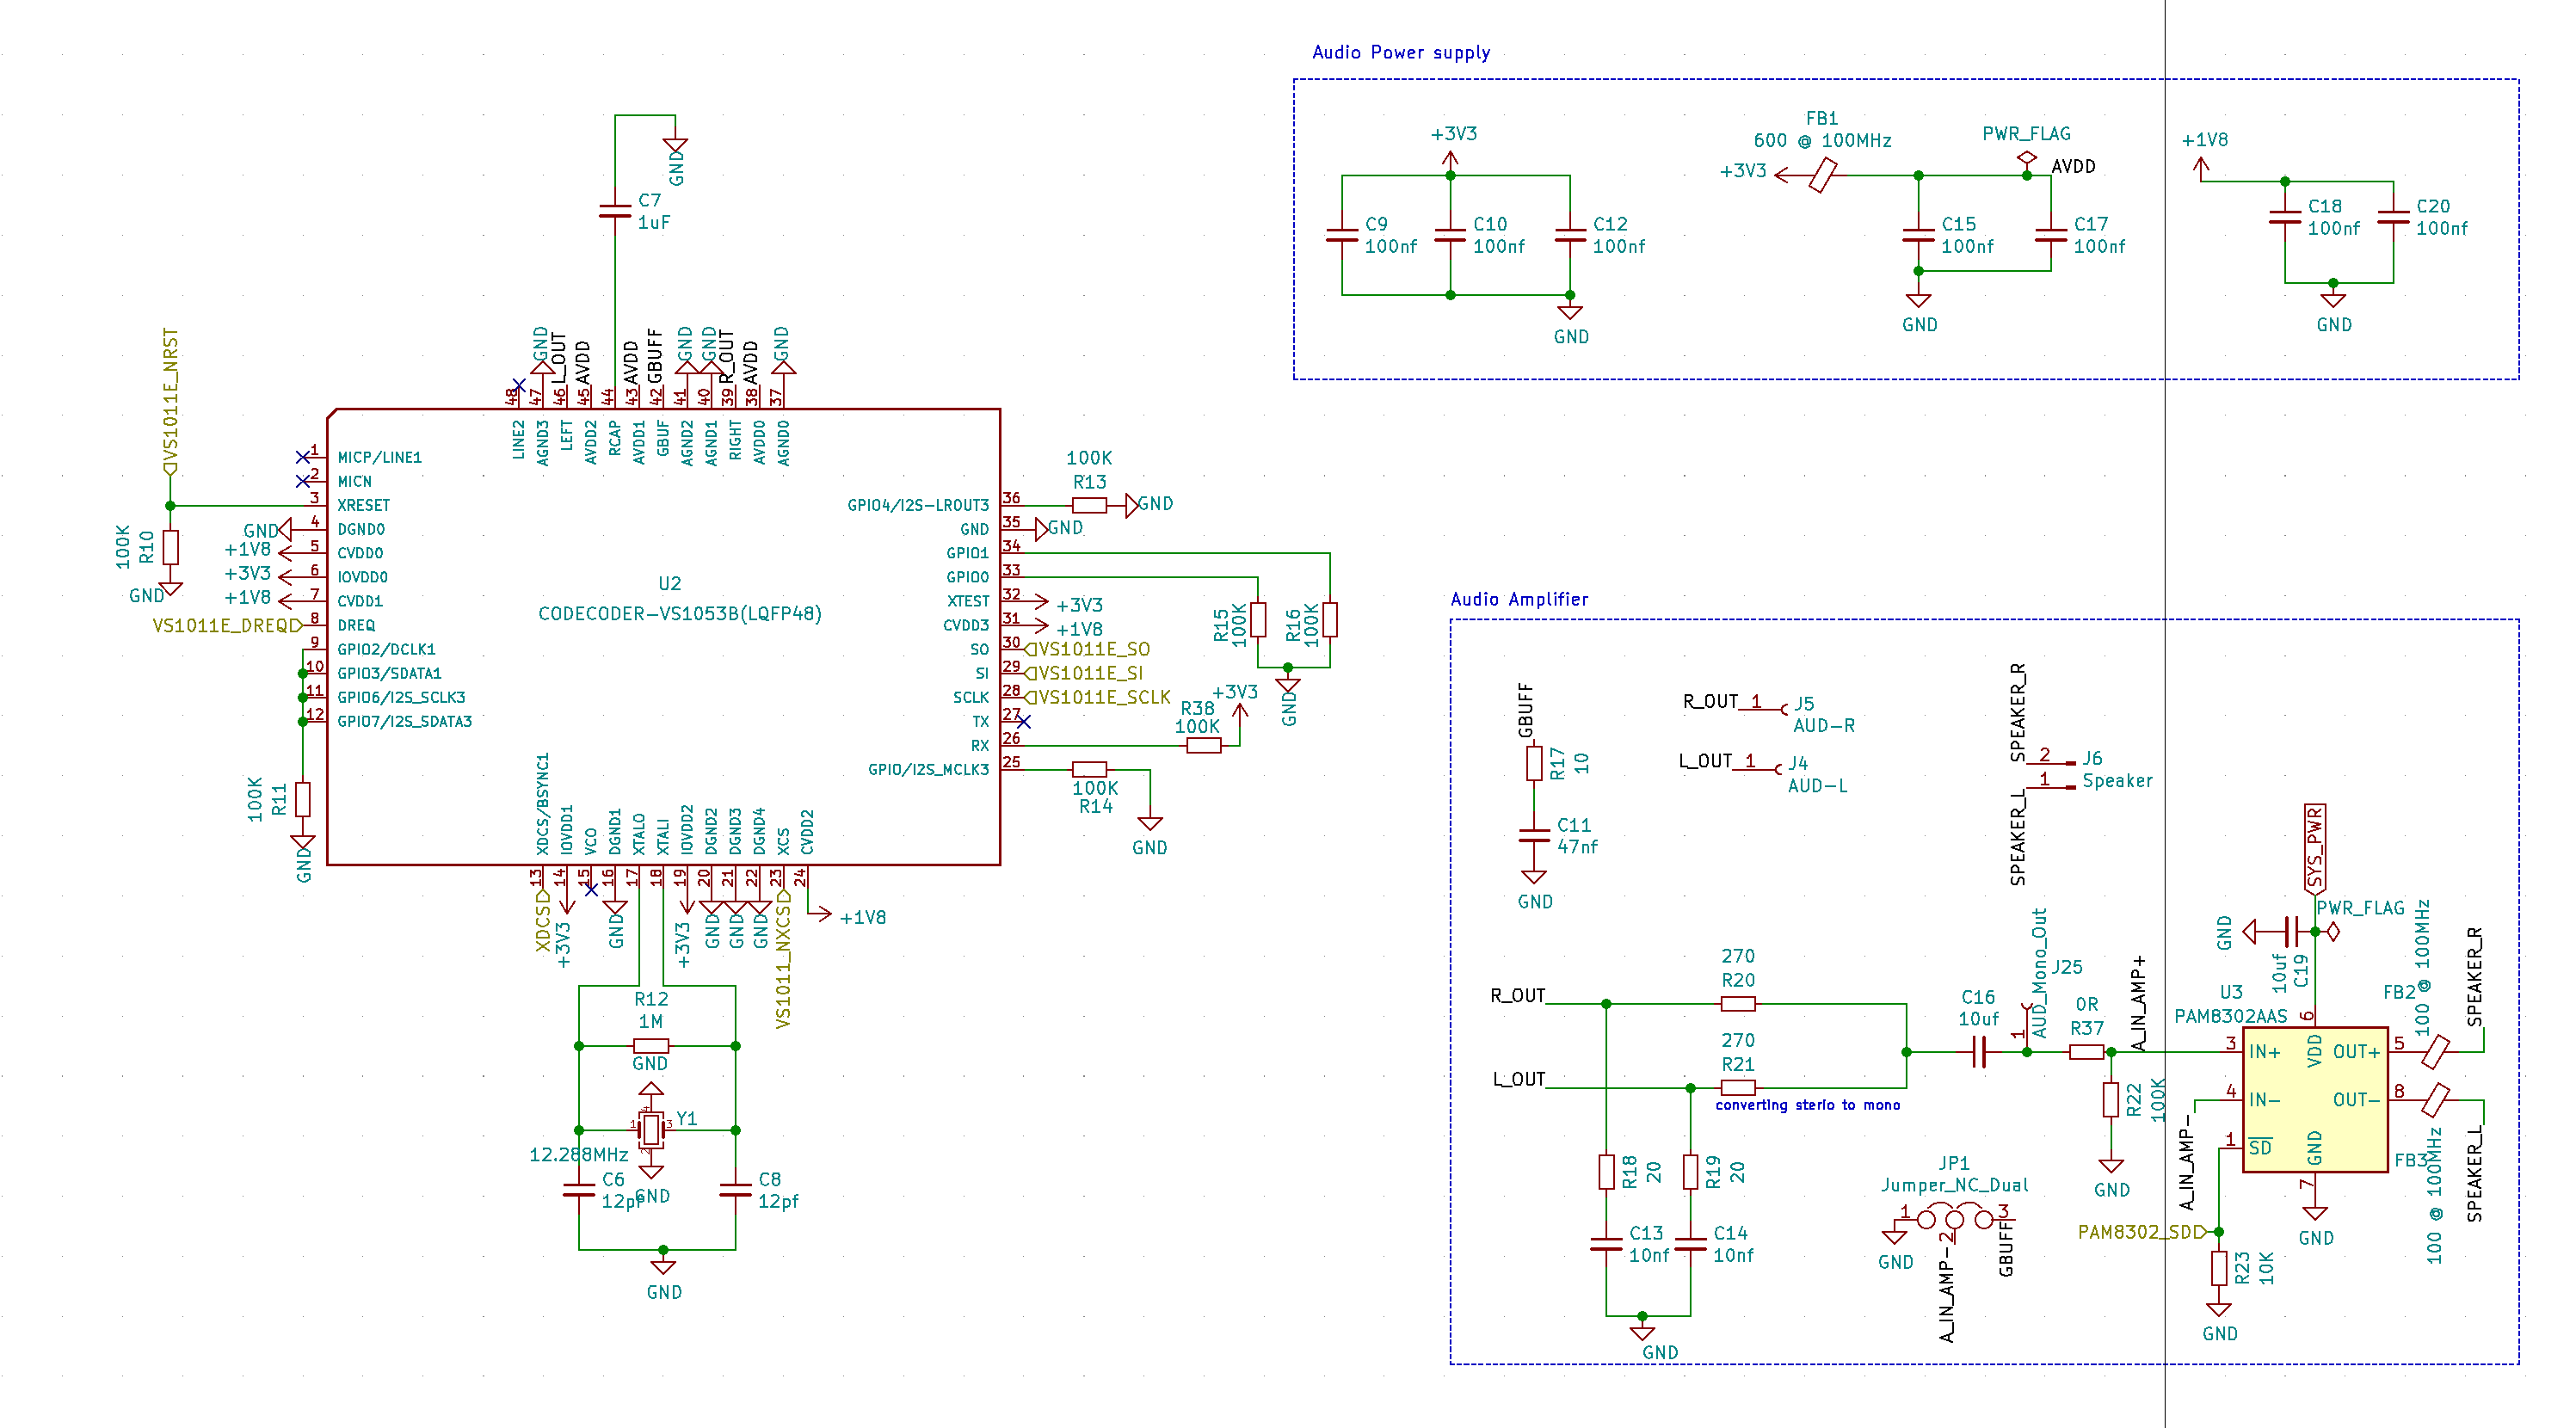 Audio Power supply
+3V3
C9
100nf
C10
100nf
C12
100nf
GND
FB1
600 @ 100MHz
+3V3
PWR_FLAG
AVDD
C15
100nf
C17
100nf
GND
+1V8
C18
100nf
C20
100nf
GND
GND
C7
1uF
VS1011E_NRST
100K
R10
GND
GND
L_OUT
AVDD
AVDD
GBUFF
GND
GND
R_OUT
AVDD
GND
48
47
46
45
44
43
42
41
40
39
38
37
LINE2
AGND3
LEFT
AVDD2
RCAP
AVDD1
GBUF
AGND2
AGND1
RIGHT
AVDD0
AGND0
1 MICP/LINE1
2 MICN
3 XRESET
GND 4 DGND0
+1V8 5 CVDD0
+3V3 6 IOVDD0
+1V8 7 CVDD1
VS1011E_DREQ 8 DREQ
9 GPIO2/DCLK1
10 GPIO3/SDATA1
11 GPIO6/I2S_SCLK3
12 GPIO7/I2S_SDATA3
100K
R11
GND
U2
CODECODER-VS1053B(LQFP48)
100K
R13
GPIO4/I2S-LROUT3 36 GND
GND 35 GND
GPIO1 34
GPIO0 33
XTEST 32 +3V3
CVDD3 31 +1V8
SO 30 VS1011E_SO
SI 29 VS1011E_SI
SCLK 28 VS1011E_SCLK
TX 27
RX 26
GPIO/I2S_MCLK3 25
R15
100K
R16
100K
GND
+3V3
R38
100K
100K
R14
GND
XDCS/BSYNC1
IOVDD1
VCO
DGND1
XTALO
XTALI
IOVDD2
DGND2
DGND3
DGND4
XCS
CVDD2
13
14
15
16
17
18
19
20
21
22
23
24
XDCS
+3V3
GND
+3V3
GND
GND
GND
VS1011_NXCS
+1V8
R12
1M
GND
4
1
3
2
Y1
12.288MHz
GND
C6
12pf
C8
12pf
GND
Audio Amplifier
GBUFF
R17
10
C11
47nf
GND
R_OUT 1 J5
AUD-R
L_OUT 1 J4
AUD-L
SPEAKER_R
SPEAKER_L
2
1
J6
Speaker
SYS_PWR
PWR_FLAG
GND
10uf
C19
R_OUT
270
R20
L_OUT
270
R21
converting sterio to mono
R18
20
R19
20
C13
10nf
C14
10nf
GND
C16
10uf
1
AUD_Mono_Out
J25
0R
R37
A_IN_AMP+
R22
100K
GND
JP1
Jumper_NC_Dual
1
2
3
GND
A_IN_AMP-
GBUFF
U3
PAM8302AAS
6
VDD
3 IN+
4 IN-
1 SD
OUT+ 5
OUT- 8
GND
7
GND
A_IN_AMP-
PAM8302_SD
R23
10K
GND
FB2
100 @ 100MHz
SPEAKER_R
FB3
100 @ 100MHz
SPEAKER_L